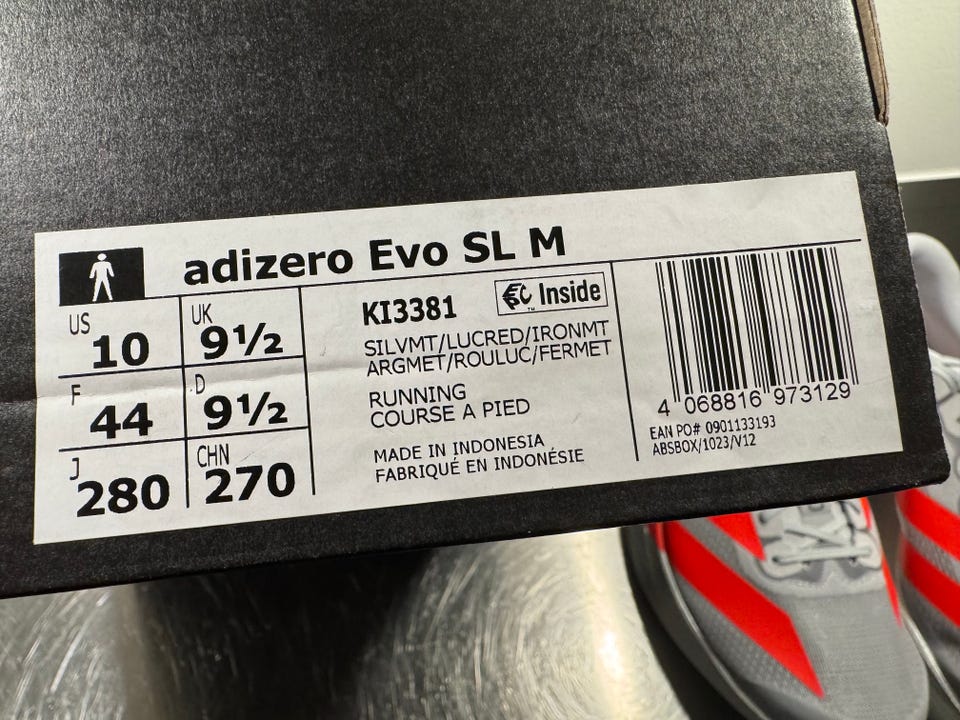 adizero Evo SL M
US 10
UK 9½
F 44
D 9½
J 280
CHN 270
KI3381
Inside
™
SILVMT/LUCRED/IRONMT
ARGMET/ROULUC/FERMET
RUNNING
COURSE A PIED
MADE IN INDONESIA
FABRIQUÉ EN INDONÉSIE
4 068816 973129
EAN PO# 0901133193
ABSBOX/1023/V12